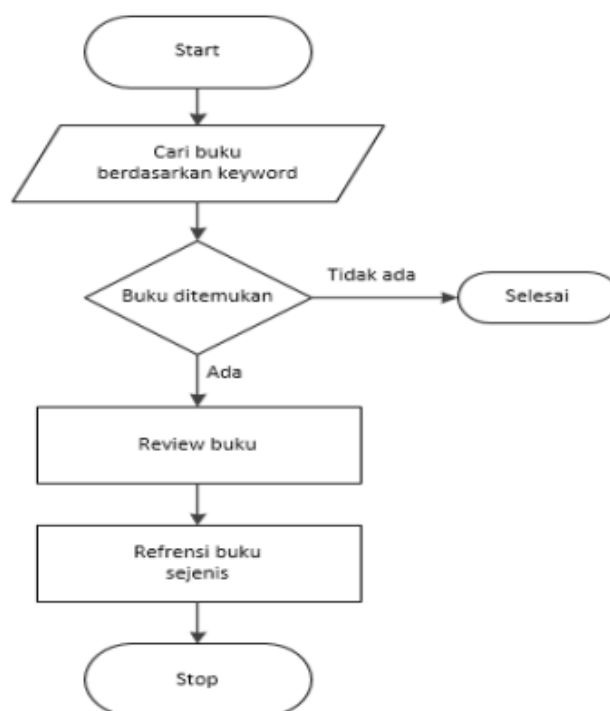 Start
Cari buku
berdasarkan keyword
Buku ditemukan
Tidak ada
Selesai
Ada
Review buku
Refrensi buku
sejenis
Stop